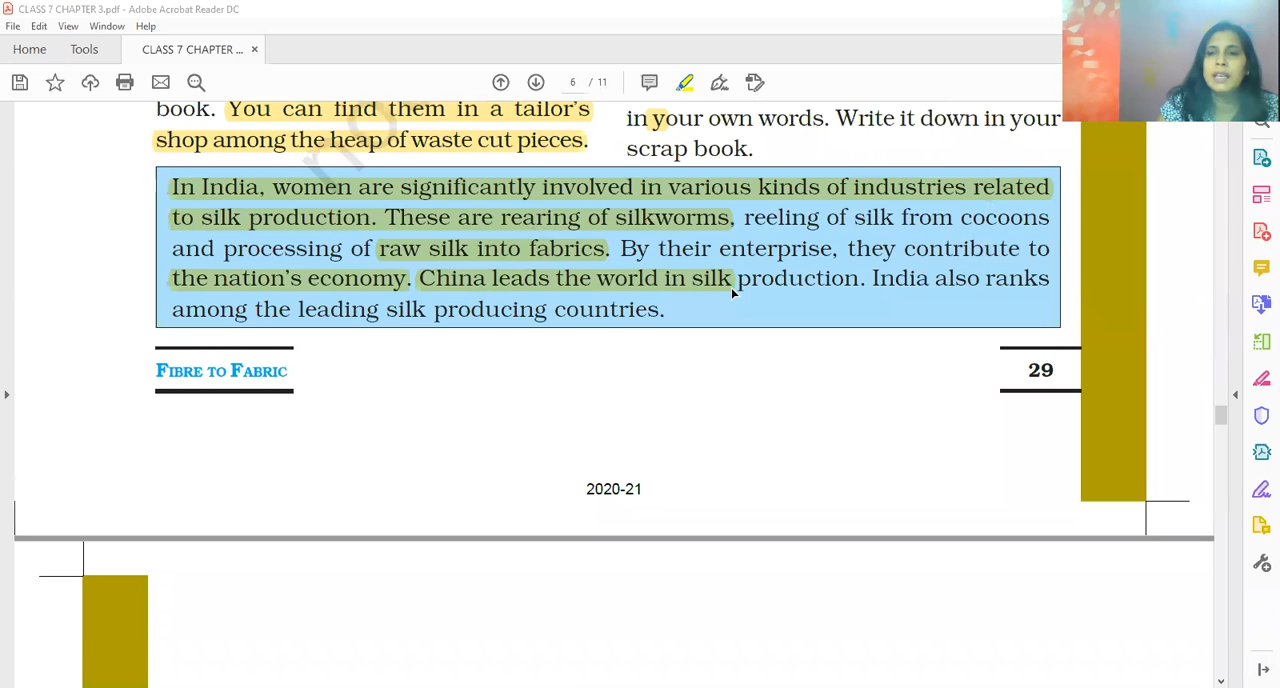 CLASS 7 CHAPTER 3.pdf - Adobe Acrobat Reader DC
File Edit View Window Help
Home Tools CLASS 7 CHAPTER ... ×
6 / 11
book. You can find them in a tailor's
shop among the heap of waste cut pieces.
in your own words. Write it down in your
scrap book.
no
In India, women are significantly involved in various kinds of industries related
to silk production. These are rearing of silkworms, reeling of silk from cocoons
and processing of raw silk into fabrics. By their enterprise, they contribute to
the nation's economy. China leads the world in silk production. India also ranks
among the leading silk producing countries.
FIBRE TO FABRIC
29
2020-21